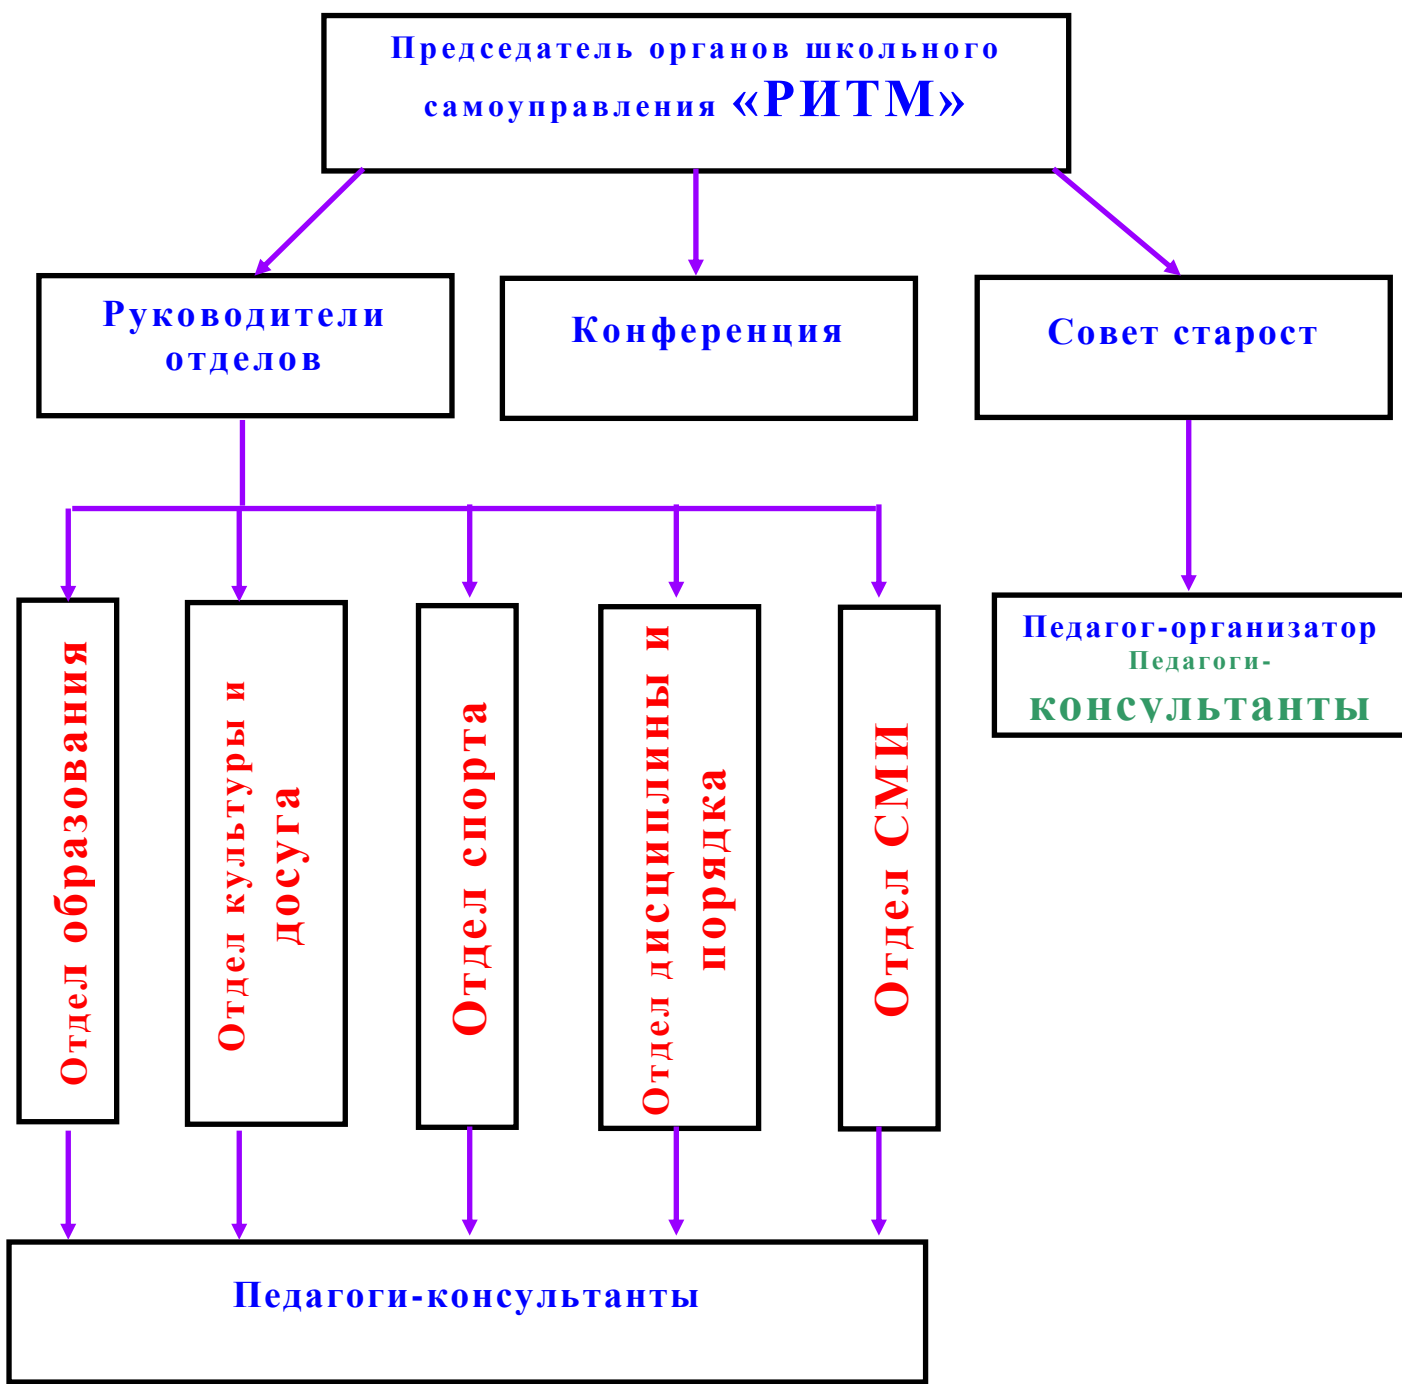 Председатель органов школьного
самоуправления «РИТМ»
Руководители
отделов
Конференция
Совет старост
Отдел образования
Отдел культуры и
досуга
Отдел спорта
Отдел дисциплины и
порядка
Отдел СМИ
Педагог-организатор
Педагоги-
консультанты
Педагоги-консультанты